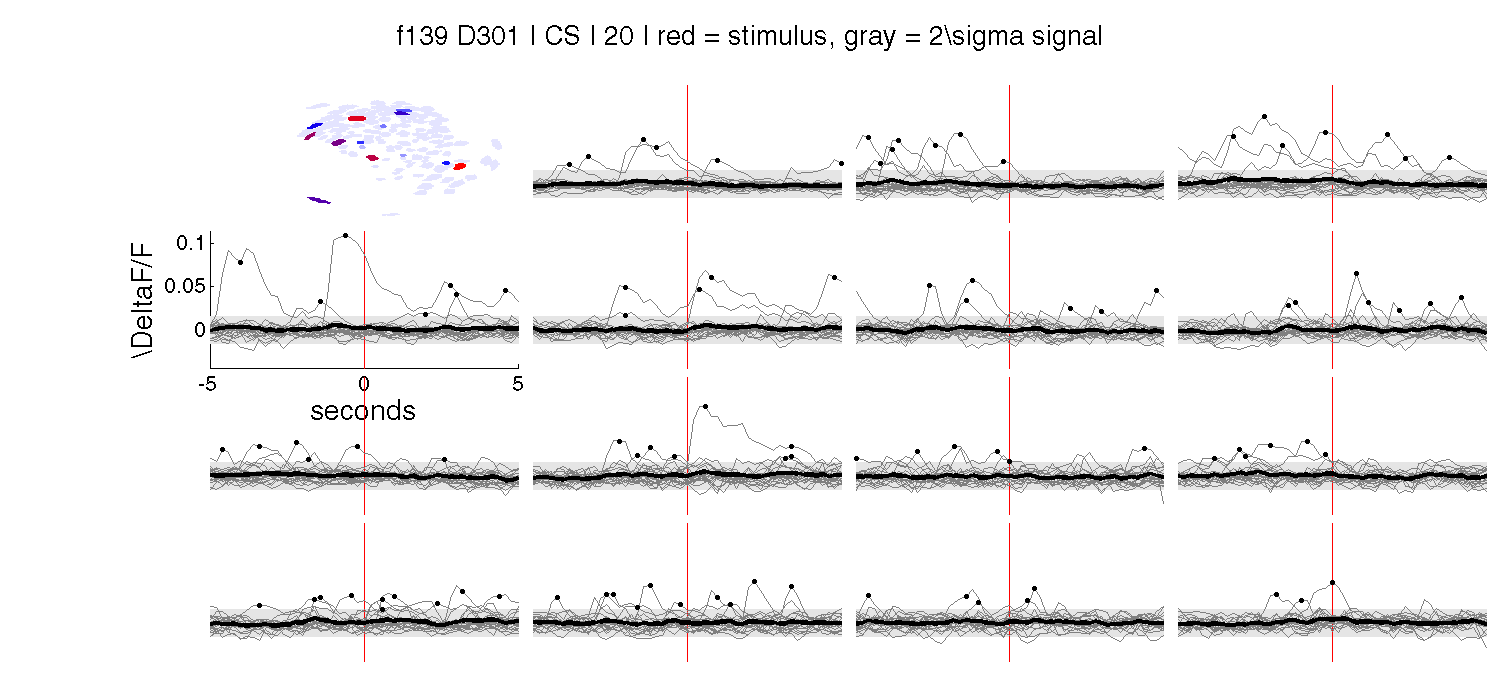 f139 D301 | CS | 20 | red = stimulus, gray = 2\sigma signal
\DeltaF/F
0.1
0.05
0
-5 0 5
seconds